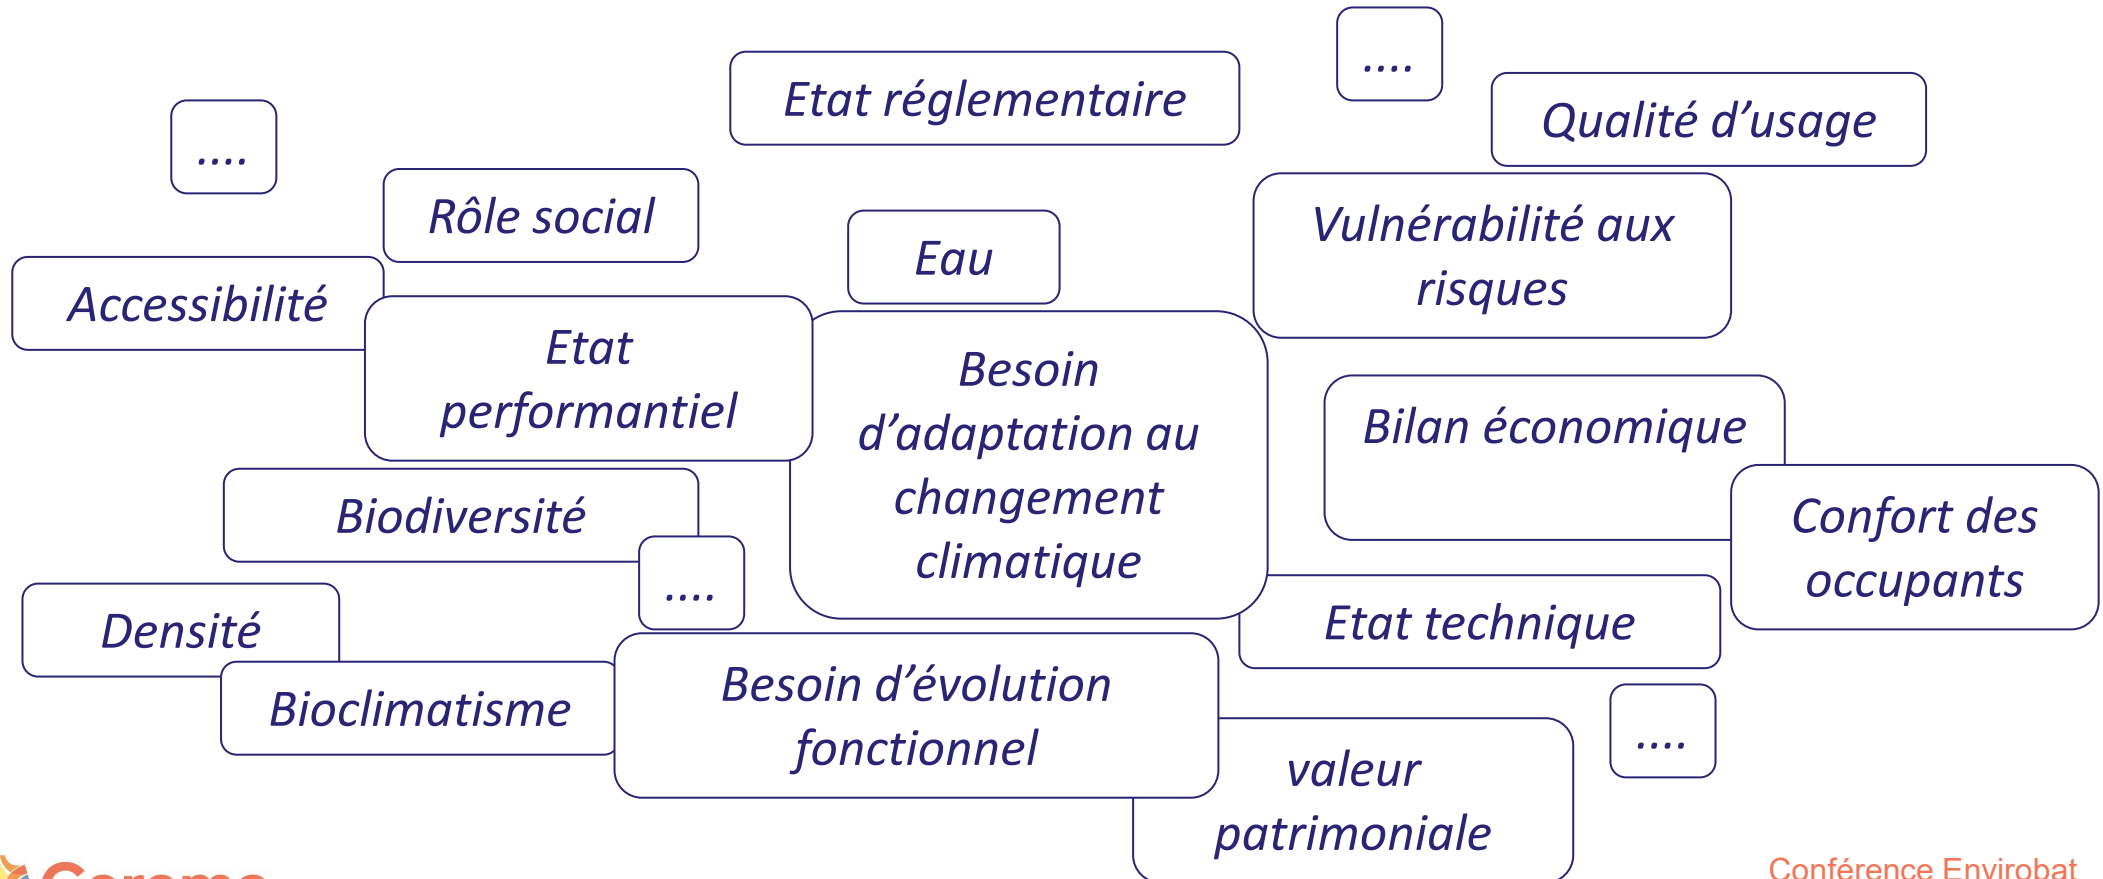 ....
Etat réglementaire
Qualité d’usage
....
Rôle social
Vulnérabilité aux
risques
Eau
Accessibilité
Etat
performantiel
Besoin
d’adaptation au
changement
climatique
Bilan économique
Biodiversité
Confort des
occupants
....
Densité
Etat technique
Bioclimatisme
Besoin d’évolution
fonctionnel
....
valeur
patrimoniale
Conférence Envirobat